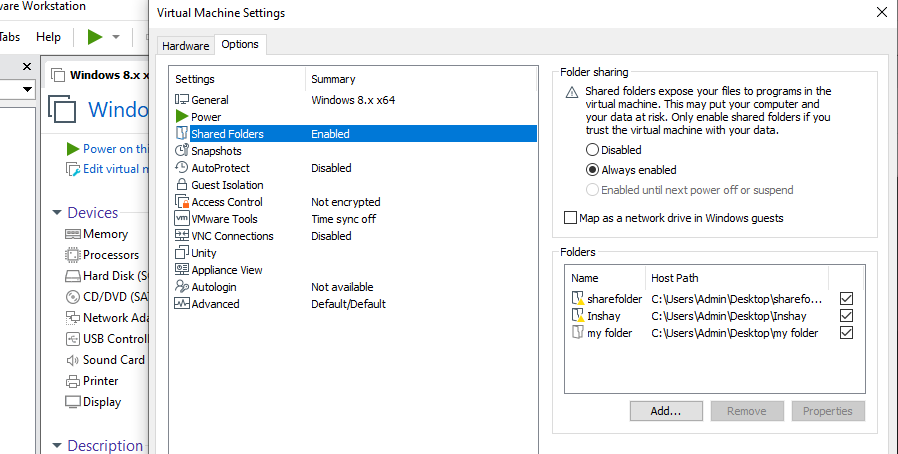 ware Workstation
Tabs Help
Windows 8.x x
Windo
Power on thi
Edit virtual m
Devices
Memory
Processors
Hard Disk (S
CD/DVD (SA
Network Ada
USB Controll
Sound Card
Printer
Display
Description
Virtual Machine Settings
Hardware Options
Settings Summary
General Windows 8.x x64
Power
Shared Folders Enabled
Snapshots
AutoProtect Disabled
Guest Isolation
Access Control Not encrypted
vm VMware Tools Time sync off
VNC Connections Disabled
Unity
Appliance View
Autologin Not available
Advanced Default/Default
Folder sharing
Shared folders expose your files to programs in the
virtual machine. This may put your computer and
your data at risk. Only enable shared folders if you
trust the virtual machine with your data.
Disabled
Always enabled
Enabled until next power off or suspend
Map as a network drive in Windows guests
Folders
Name Host Path
sharefolder C:\Users\Admin\Desktop\sharefo...
Inshay C:\Users\Admin\Desktop\Inshay
my folder C:\Users\Admin\Desktop\my folder
Add... Remove Properties